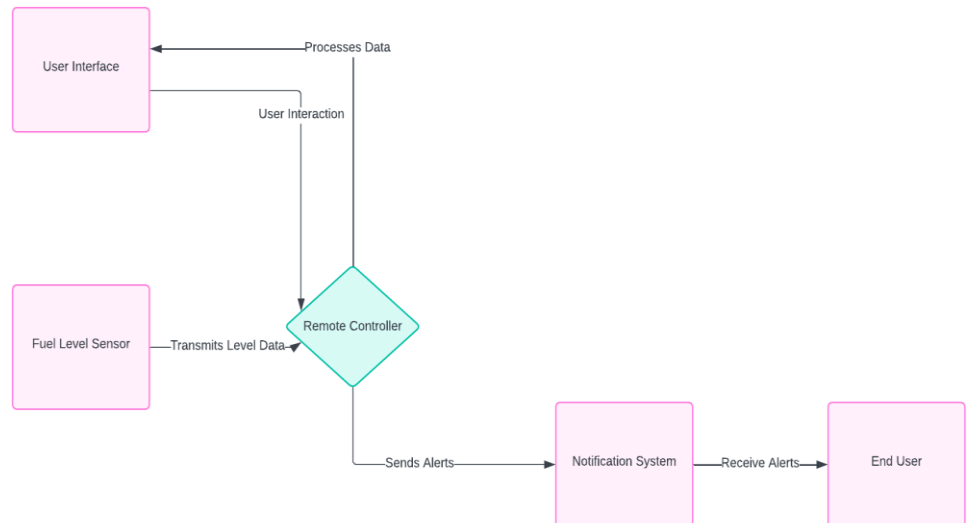 Processes Data
User Interface
User Interaction
Remote Controller
Fuel Level Sensor
Transmits Level Data
Sends Alerts
Notification System
Receive Alerts
End User